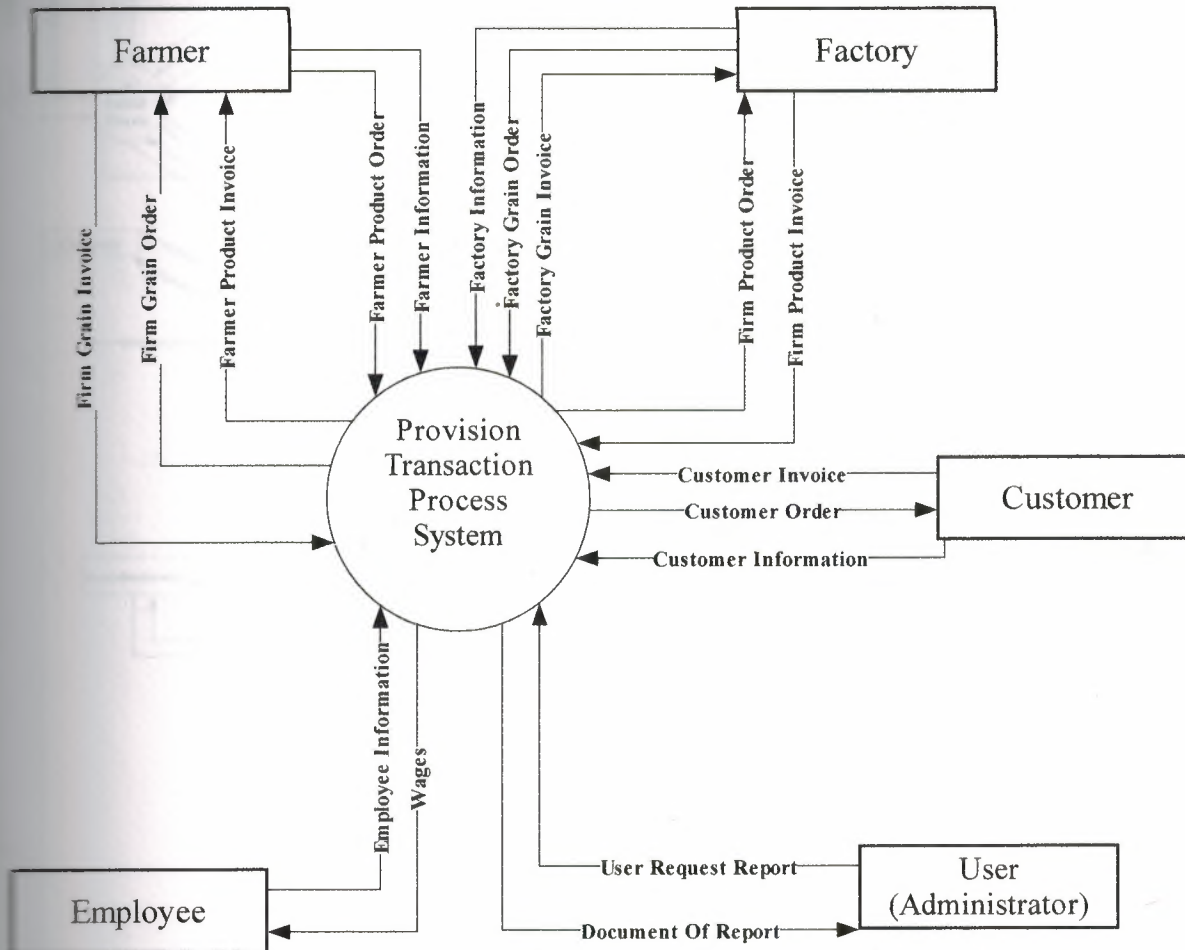 Farmer
Factory
Firm Grain Invoice
Firm Grain Order
Farmer Product Invoice
Farmer Product Order
Farmer Information
Factory Information
Factory Grain Order
Factory Grain Invoice
Firm Product Order
Firm Product Invoice
Provision
Transaction
Process
System
Customer Invoice
Customer Order
Customer Information
Customer
Employee Information
Wages
User Request Report
Document Of Report
Employee
User
(Administrator)